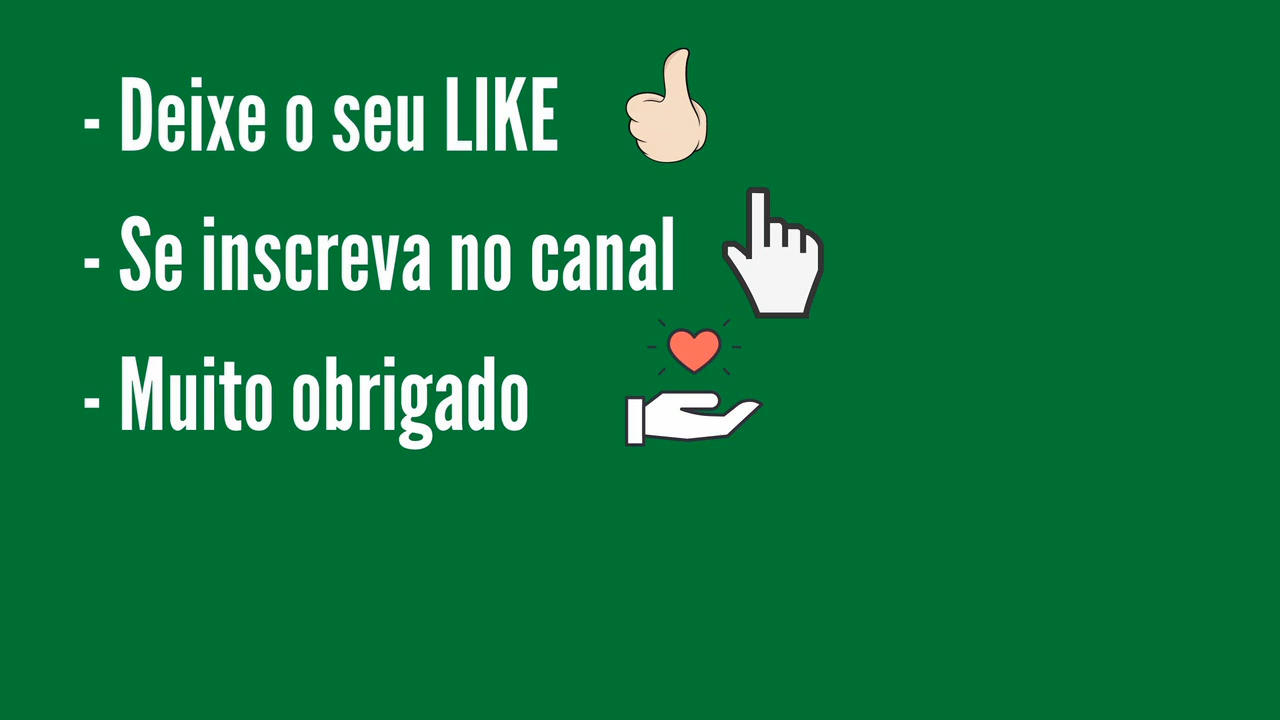 - Deixe o seu LIKE
- Se inscreva no canal
- Muito obrigado